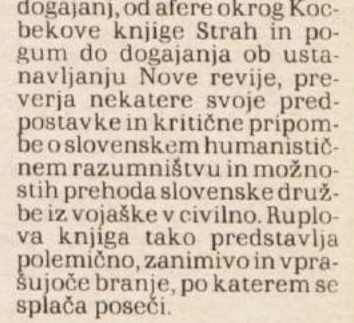 dogajanj, od afere okrog Koc-
bekove knjige Strah in po-
gum do dogajanja ob usta-
navljanju Nove revije, pre-
verja nekatere svoje pred-
postavke in kritične pripom-
be o slovenskem humanistič-
nem razumništvu in možno-
stih prehoda slovenske druž-
be iz vojaške v civilno. Ruplo-
va knjiga tako predstavlja
polemično, zanimivo in vpra-
šujoče branje, po katerem se
splača poseči.